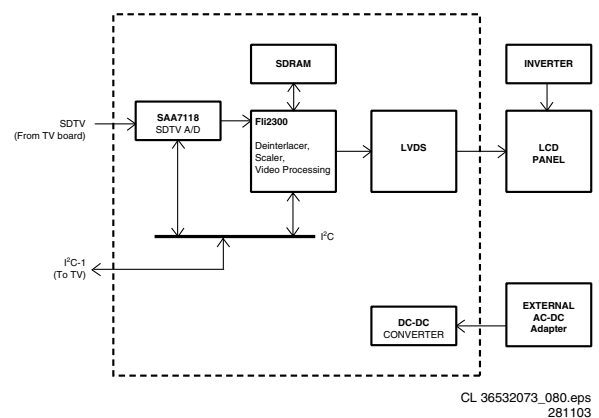 SDRAM
INVERTER
SDTV
(From TV board)
SAA7118
SDTV A/D
Fli2300
Deinterlacer,
Scaler,
Video Processing
LVDS
LCD
PANEL
I²C
I²C-1
(To TV)
DC-DC
CONVERTER
EXTERNAL
AC-DC
Adapter
CL 36532073_080.eps
281103